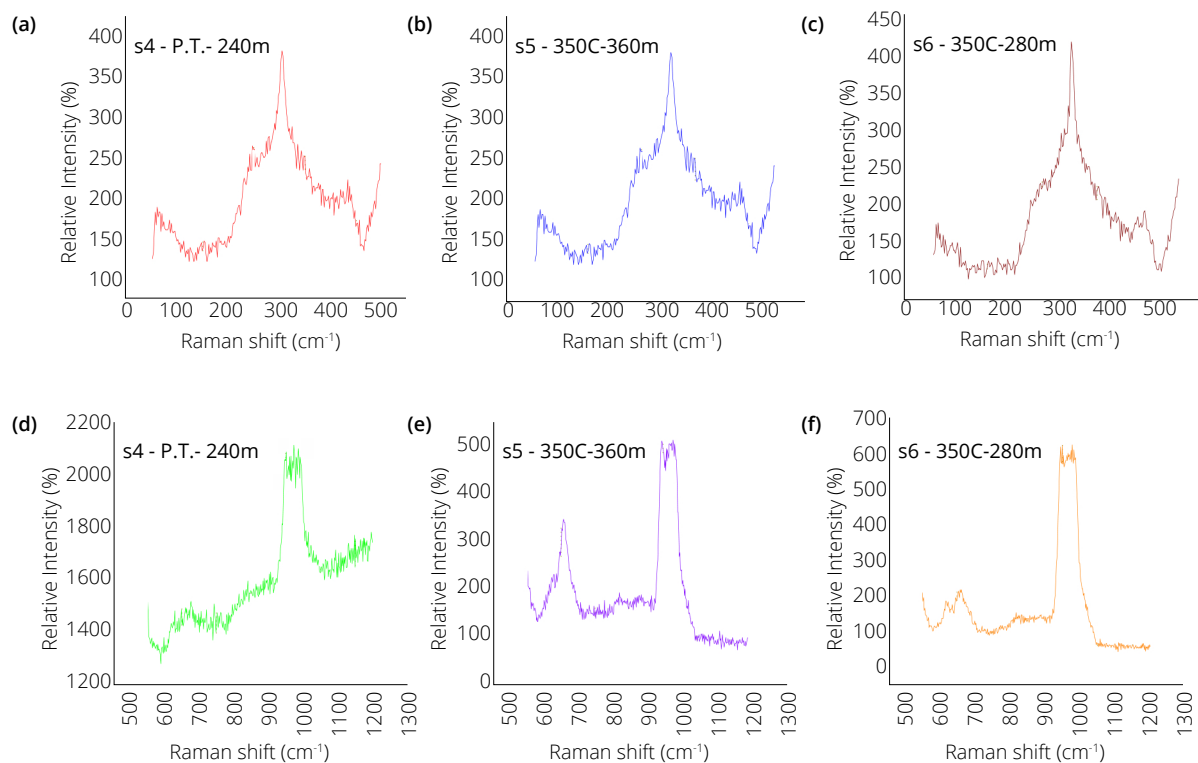 (a)
s4 - P.T.- 240m
400
350
300
250
200
150
100
Relative Intensity (%)
0 100 200 300 400 500
Raman shift (cm⁻¹)
(b)
s5 - 350C-360m
400
350
300
250
200
150
100
Relative Intensity (%)
0 100 200 300 400 500
Raman shift (cm⁻¹)
(c)
s6 - 350C-280m
450
400
350
300
250
200
150
100
Relative Intensity (%)
0 100 200 300 400 500
Raman shift (cm⁻¹)
(d)
s4 - P.T.- 240m
2200
2000
1800
1600
1400
1200
Relative Intensity (%)
500 600 700 800 900 1000 1100 1200 1300
Raman shift (cm⁻¹)
(e)
s5 - 350C-360m
500
400
300
200
100
0
Relative Intensity (%)
500 600 700 800 900 1000 1100 1200 1300
Raman shift (cm⁻¹)
(f)
s6 - 350C-280m
700
600
500
400
300
200
100
0
Relative Intensity (%)
500 600 700 800 900 1000 1100 1200 1300
Raman shift (cm⁻¹)